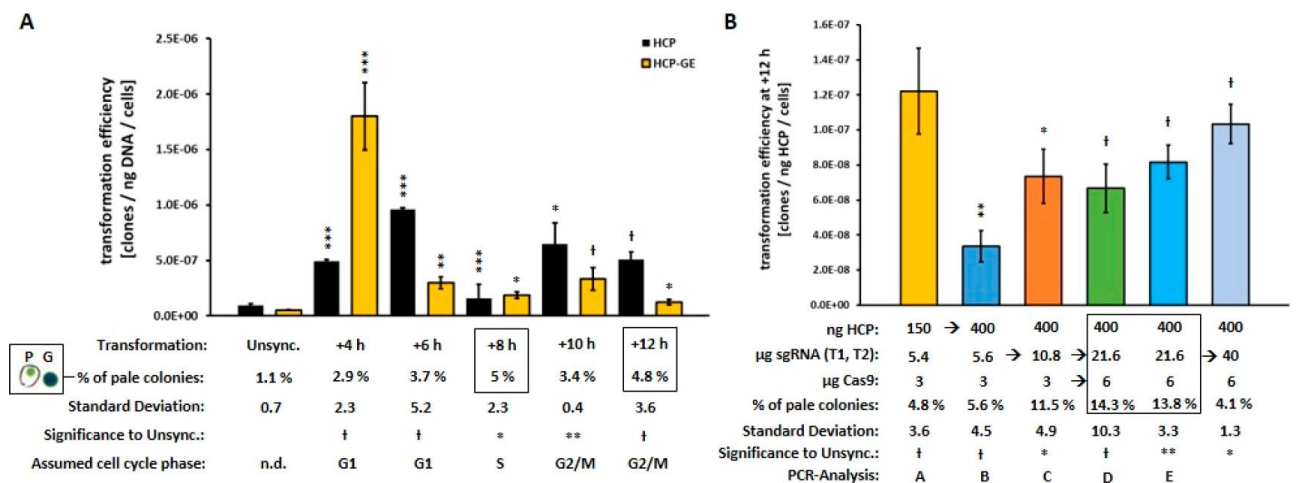 A
transformation efficiency
[clones / ng DNA / cells]
2.5E-06
2.0E-06
1.5E-06
1.0E-06
5.0E-07
0.0E+00
HCP
HCP-GE
*** *** *** ** *** * * ƚ ƚ *
Transformation: Unsync. +4 h +6 h +8 h +10 h +12 h
P G
% of pale colonies: 1.1 % 2.9 % 3.7 % 5 % 3.4 % 4.8 %
Standard Deviation: 0.7 2.3 5.2 2.3 0.4 3.6
Significance to Unsync.: ƚ ƚ * ** ƚ
Assumed cell cycle phase: n.d. G1 G1 S G2/M G2/M
B
transformation efficiency at +12 h
[clones / ng HCP / cells]
1.6E-07
1.4E-07
1.2E-07
1.0E-07
8.0E-08
6.0E-08
4.0E-08
2.0E-08
0.0E+00
** * ƚ ƚ ƚ
ng HCP: 150 → 400 400 400 400
µg sgRNA (T1, T2): 5.4 5.6 → 10.8 → 21.6 21.6 → 40
µg Cas9: 3 3 3 → 6 6 6
% of pale colonies: 4.8 % 5.6 % 11.5 % 14.3 % 13.8 % 4.1 %
Standard Deviation: 3.6 4.5 4.9 10.3 3.3 1.3
Significance to Unsync.: ƚ ƚ * ƚ ** *
PCR-Analysis: A B C D E